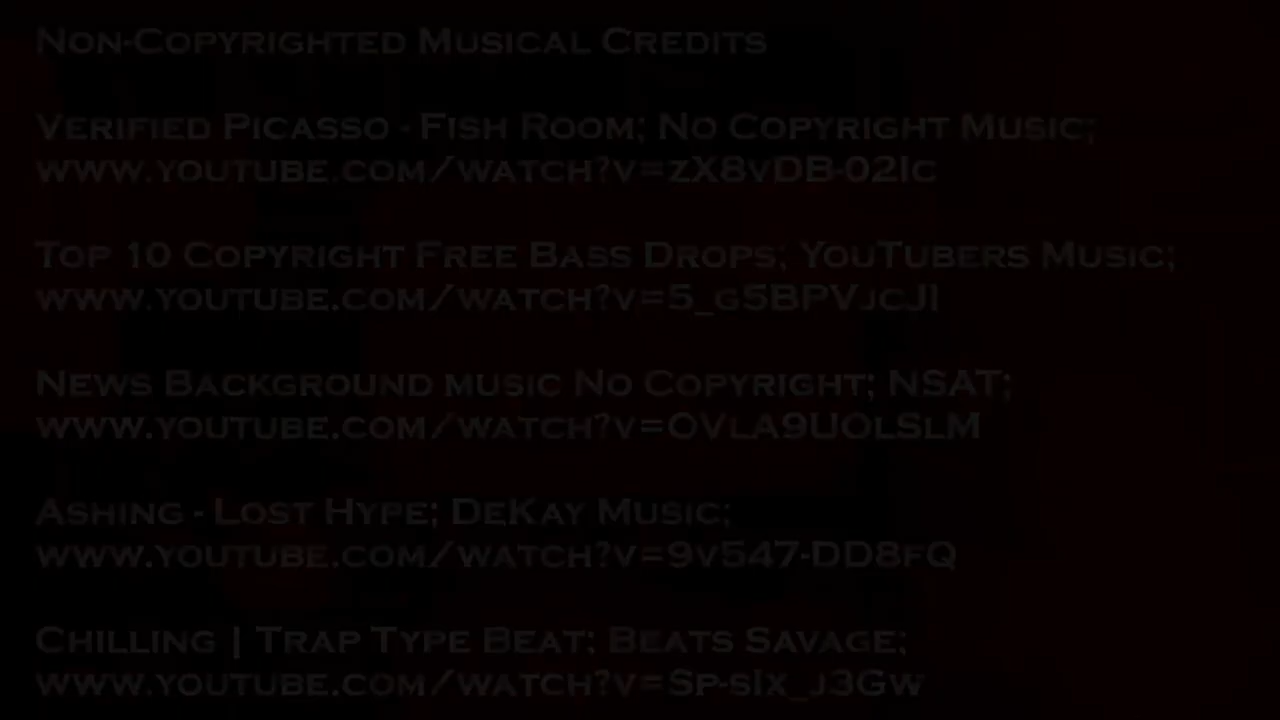 Non-Copyrighted Musical Credits
Verified Picasso - Fish Room; No Copyright Music;
www.youtube.com/watch?v=zX8vDB-02Ic
Top 10 Copyright Free Bass Drops; YouTubers Music;
www.youtube.com/watch?v=5_g5BPVjcJI
News Background music No Copyright; NSAT;
www.youtube.com/watch?v=OVlA9UolSlM
Ashing - Lost Hype; DeKay Music;
www.youtube.com/watch?v=9v547-DD8fQ
Chilling | Trap Type Beat; Beats Savage;
www.youtube.com/watch?v=Sp-sIx_j3Gw